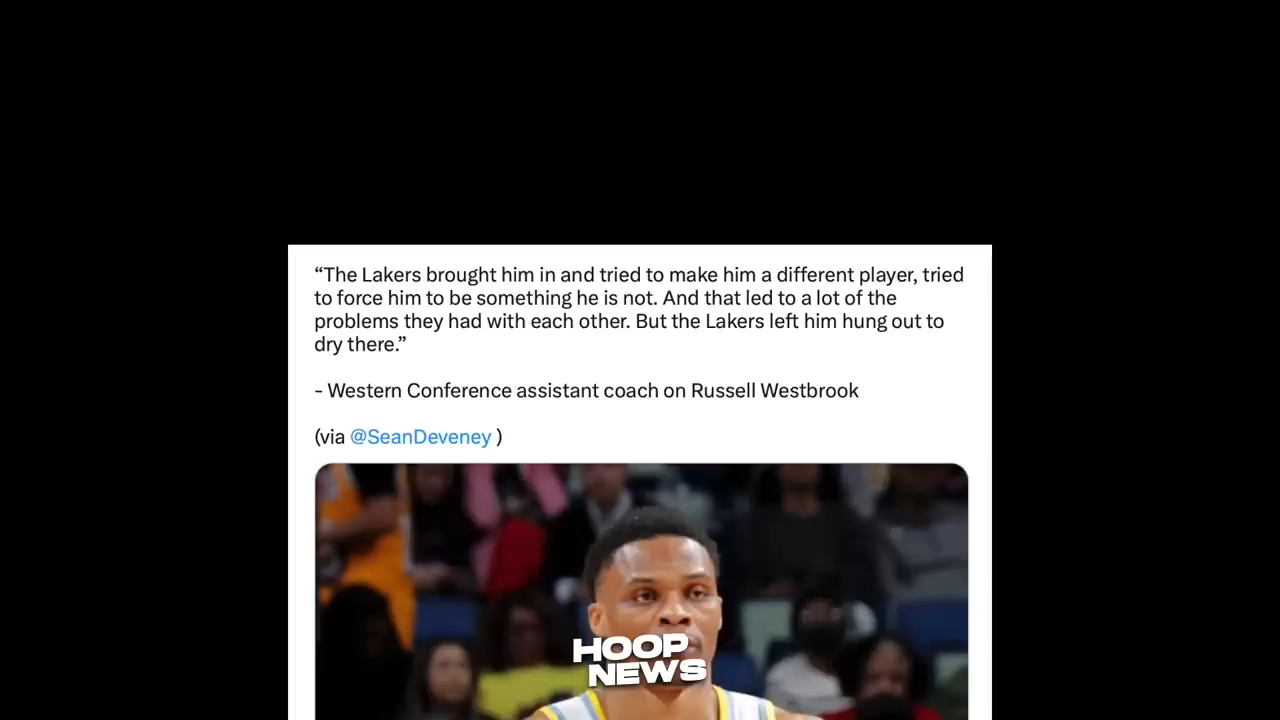 “The Lakers brought him in and tried to make him a different player, tried
to force him to be something he is not. And that led to a lot of the
problems they had with each other. But the Lakers left him hung out to
dry there.”
– Western Conference assistant coach on Russell Westbrook
(via @SeanDeveney )
HOOP
NEWS